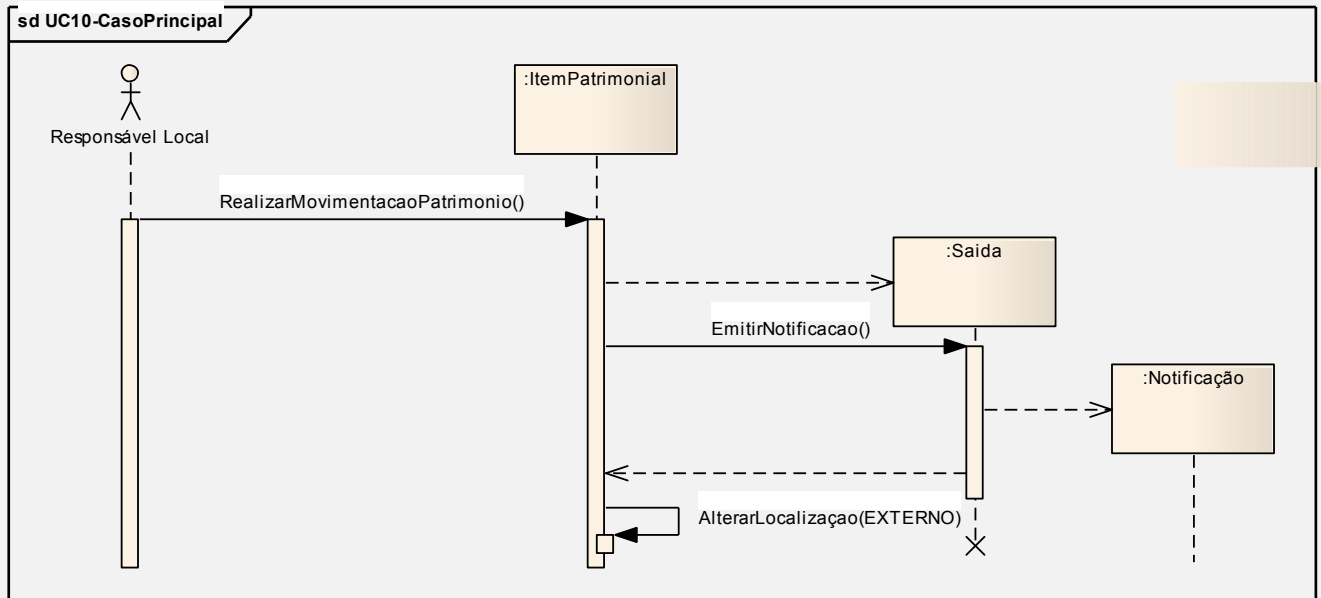 sd UC10-CasoPrincipal
:ItemPatrimonial
Responsável Local
RealizarMovimentacaoPatrimonio()
:Saida
EmitirNotificacao()
:Notificação
AlterarLocalizaçao(EXTERNO)